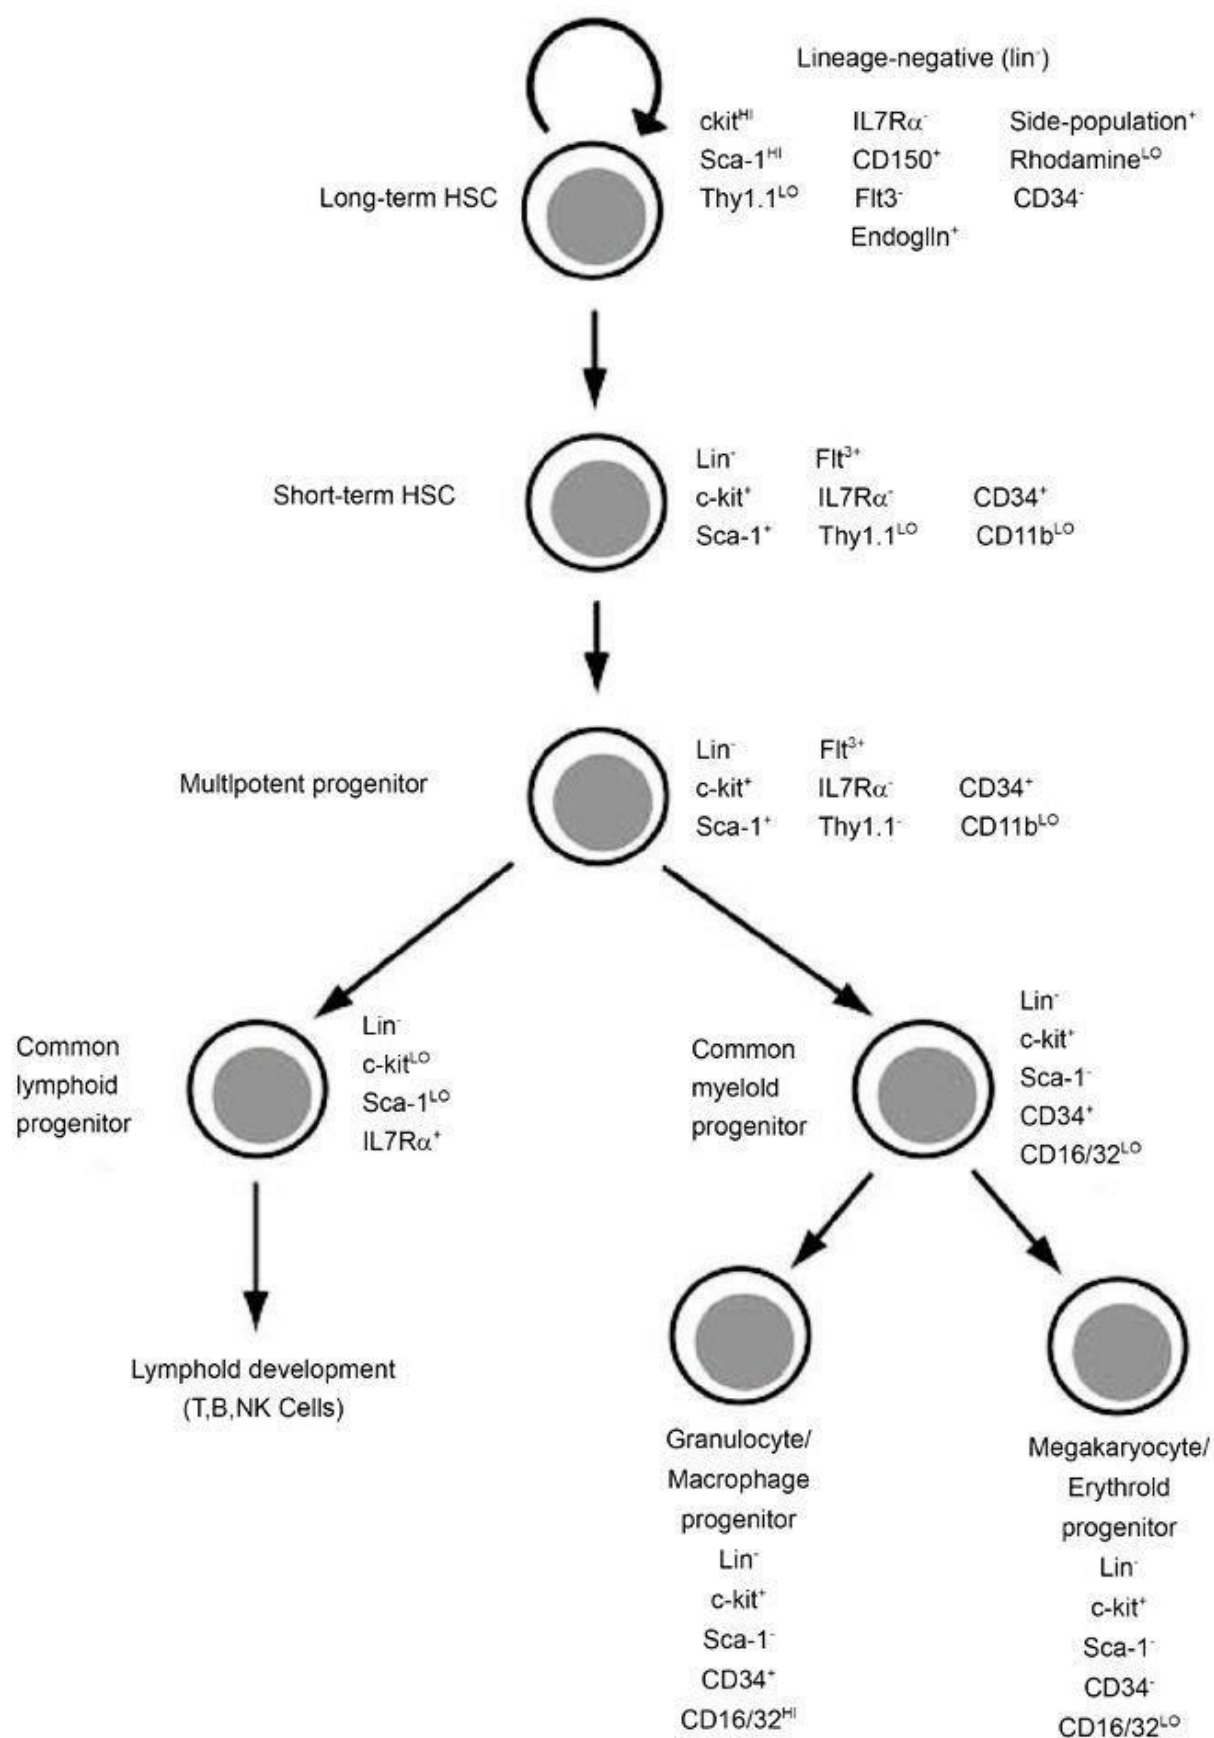 Lineage-negative (lin⁻)
ckitᴴᴵ IL7Rα⁻ Side-population⁺
Sca-1ᴴᴵ CD150⁺ Rhodamineᴸᴼ
Long-term HSC
Thy1.1ᴸᴼ Flt3⁻ CD34⁻
Endoglln⁺
Lin⁻ Flt³⁺
Short-term HSC
c-kit⁺ IL7Rα⁻ CD34⁺
Sca-1⁺ Thy1.1ᴸᴼ CD11bᴸᴼ
Lin⁻ Flt³⁺
Multlpotent progenitor
c-kit⁺ IL7Rα⁻ CD34⁺
Sca-1⁺ Thy1.1⁻ CD11bᴸᴼ
Common
lymphoid
progenitor
Lin⁻
c-kitᴸᴼ
Sca-1ᴸᴼ
IL7Rα⁺
Common
myelold
progenitor
Lin⁻
c-kit⁺
Sca-1⁻
CD34⁺
CD16/32ᴸᴼ
Lymphold development
(T,B,NK Cells)
Granulocyte/
Macrophage
progenitor
Lin⁻
c-kit⁺
Sca-1⁻
CD34⁺
CD16/32ᴴᴵ
Megakaryocyte/
Erythrold
progenitor
Lin⁻
c-kit⁺
Sca-1⁻
CD34⁻
CD16/32ᴸᴼ